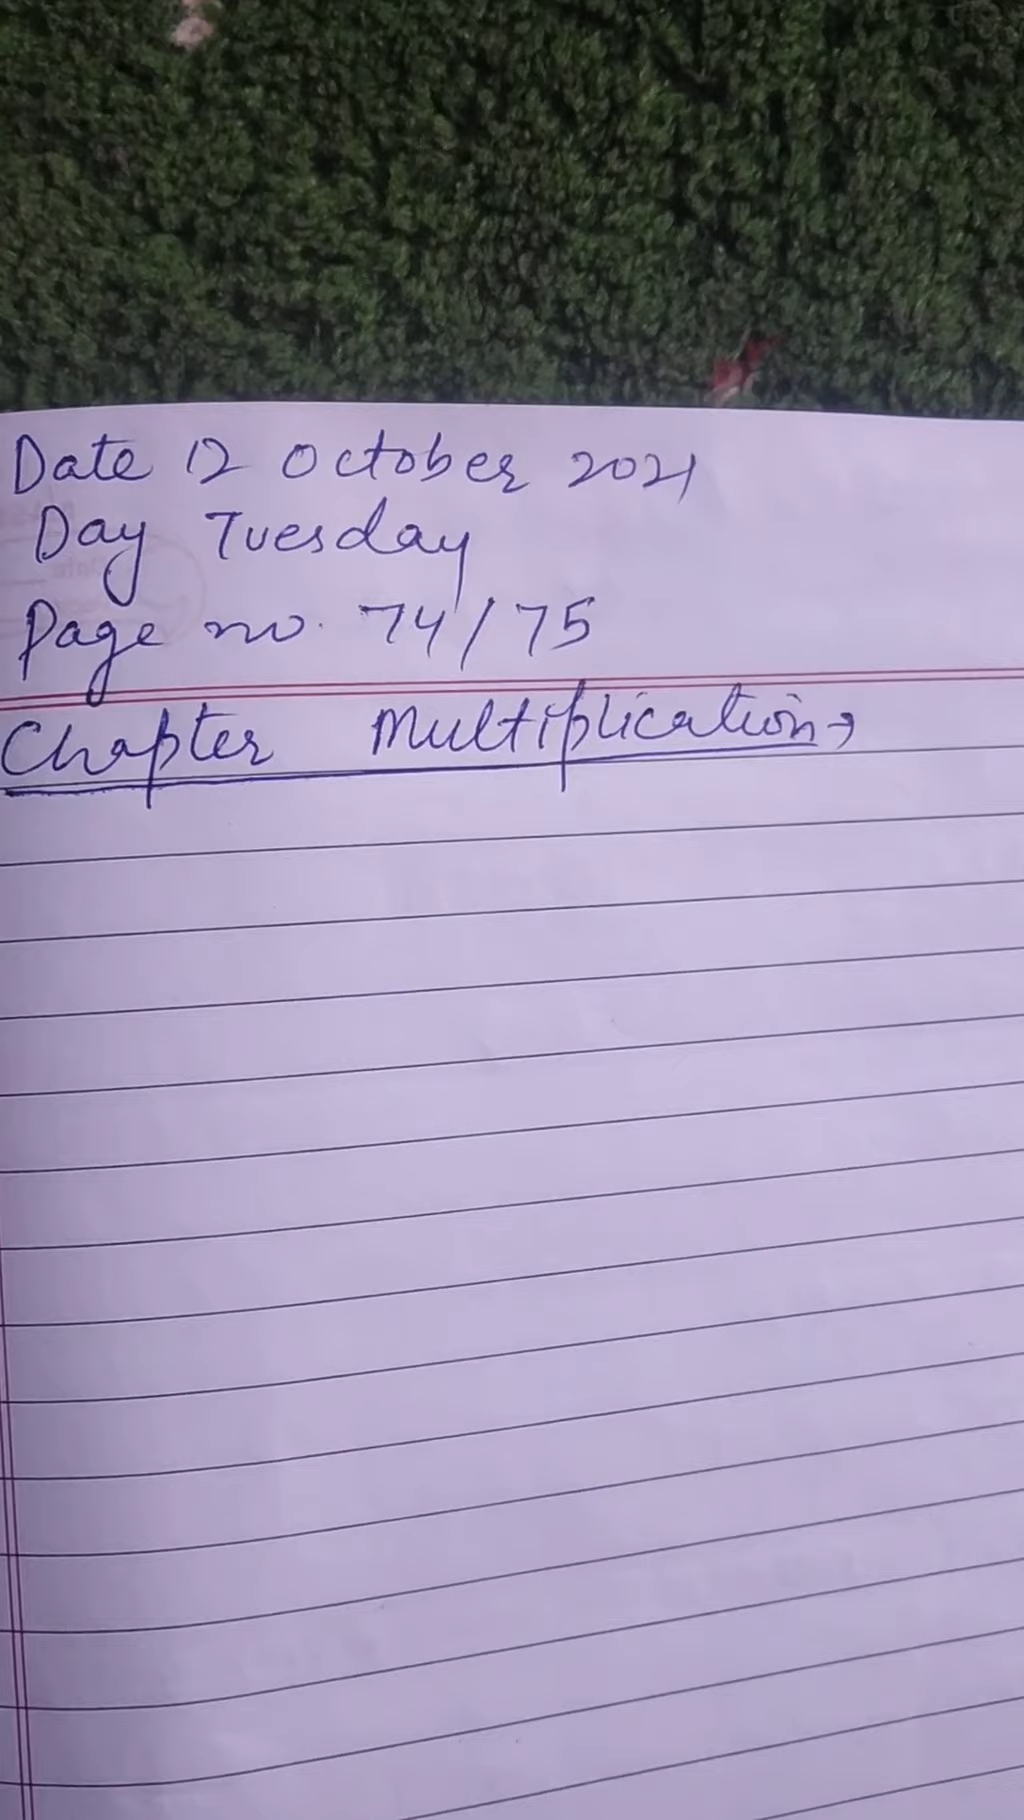 Date 12 October 2021
Day Tuesday
Page no. 74/75
Chapter Multiplication→